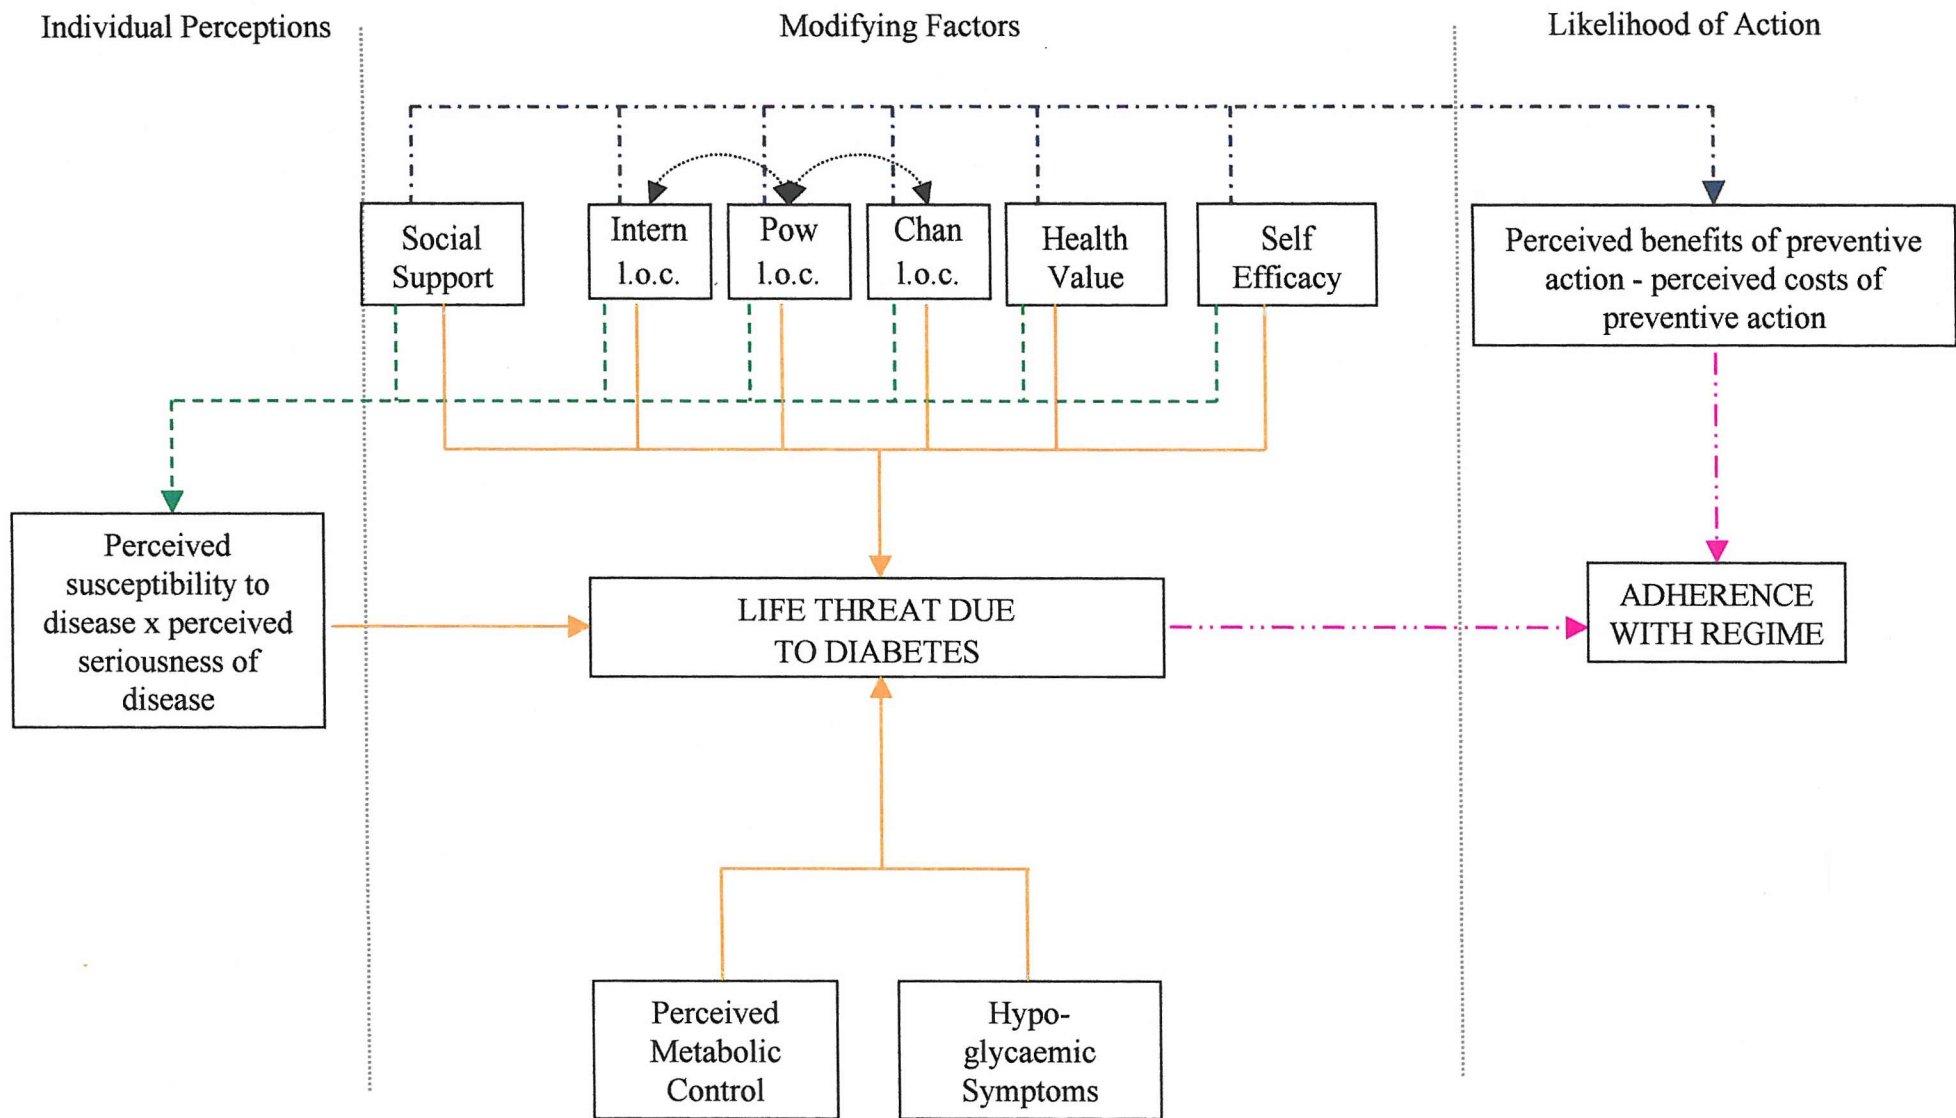 Individual Perceptions
Modifying Factors
Likelihood of Action
Social
Support
Intern
l.o.c.
Pow
l.o.c.
Chan
l.o.c.
Health
Value
Self
Efficacy
Perceived benefits of preventive
action - perceived costs of
preventive action
Perceived
susceptibility to
disease x perceived
seriousness of
disease
LIFE THREAT DUE
TO DIABETES
ADHERENCE
WITH REGIME
Perceived
Metabolic
Control
Hypo-
glycaemic
Symptoms